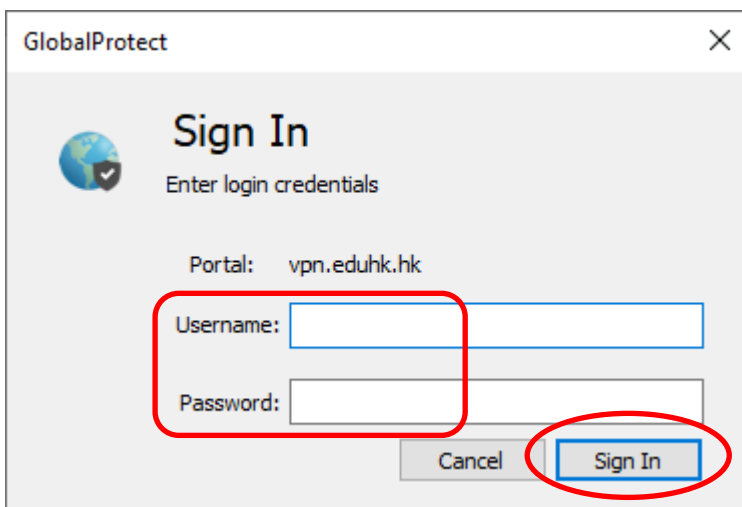 GlobalProtect
Sign In
Enter login credentials
Portal: vpn.eduhk.hk
Username:
Password:
Cancel Sign In